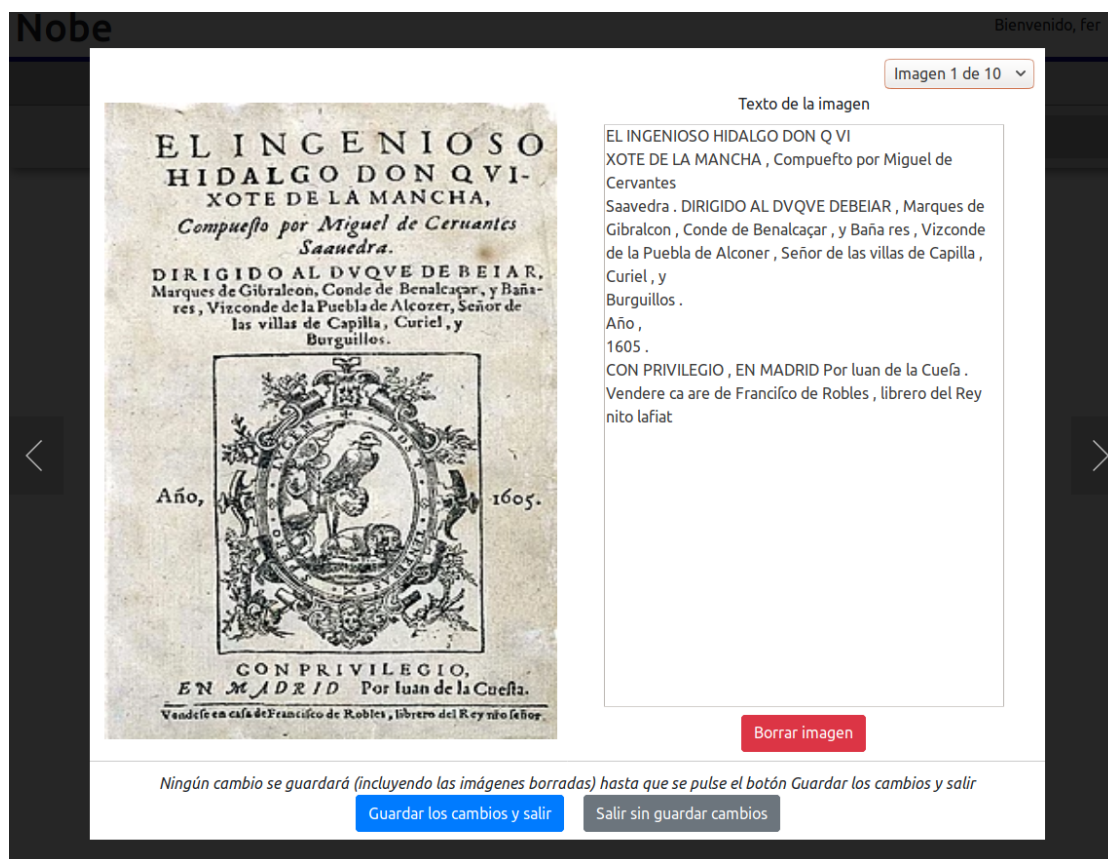 Nobe
Bienvenido, fer
Imagen 1 de 10
EL INGENIOSO
HIDALGO DON QVI-
XOTE DE LA MANCHA,
Compuesto por Miguel de Ceruantes
Saauedra.
DIRIGIDO AL DVQVE DE BEIAR,
Marques de Gibraleon, Conde de Benalcaçar, y Baña-
res, Vizconde de la Puebla de Alcozer, Señor de
las villas de Capilla, Curiel, y
Burguillos.
POST TENEBRAS SPERO
Año, 1605.
CON PRIVILEGIO,
EN MADRID Por Iuan de la Cuesta.
Vendese en casa de Francisco de Robles, librero del Rey nro señor.
Texto de la imagen
EL INGENIOSO HIDALGO DON Q VI
XOTE DE LA MANCHA , Compuefto por Miguel de
Cervantes
Saavedra . DIRIGIDO AL DVQVE DEBEIAR , Marques de
Gibralcon , Conde de Benalcaçar , y Baña res , Vizconde
de la Puebla de Alconer , Señor de las villas de Capilla ,
Curiel , y
Burguillos .
Año ,
1605 .
CON PRIVILEGIO , EN MADRID Por luan de la Cueſa .
Vendere ca are de Franciſco de Robles , librero del Rey
nito lafiat
Borrar imagen
Ningún cambio se guardará (incluyendo las imágenes borradas) hasta que se pulse el botón Guardar los cambios y salir
Guardar los cambios y salir
Salir sin guardar cambios